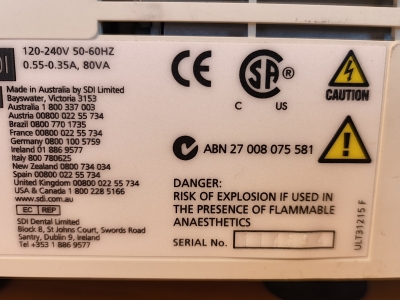 DI
120-240V 50-60HZ
0.55-0.35A, 80VA
Made in Australia by SDI Limited
Bayswater, Victoria 3153
Australia 1 800 337 003
Austria 00800 022 55 734
Brazil 0800 770 1735
France 00800 022 55 734
Germany 0800 100 5759
Ireland 01 886 9577
Italy 800 780625
New Zealand 0800 734 034
Spain 00800 022 55 734
United Kingdom 00800 022 55 734
USA & Canada 1 800 228 5166
www.sdi.com.au
EC REP
SDI Dental Limited
Block 8, St Johns Court, Swords Road
Santry, Dublin 9, Ireland
Tel +353 1 886 9577
CE
SA ®
C US
CAUTION
ABN 27 008 075 581
DANGER:
RISK OF EXPLOSION IF USED IN
THE PRESENCE OF FLAMMABLE
ANAESTHETICS
SERIAL No.
ULT31215 F